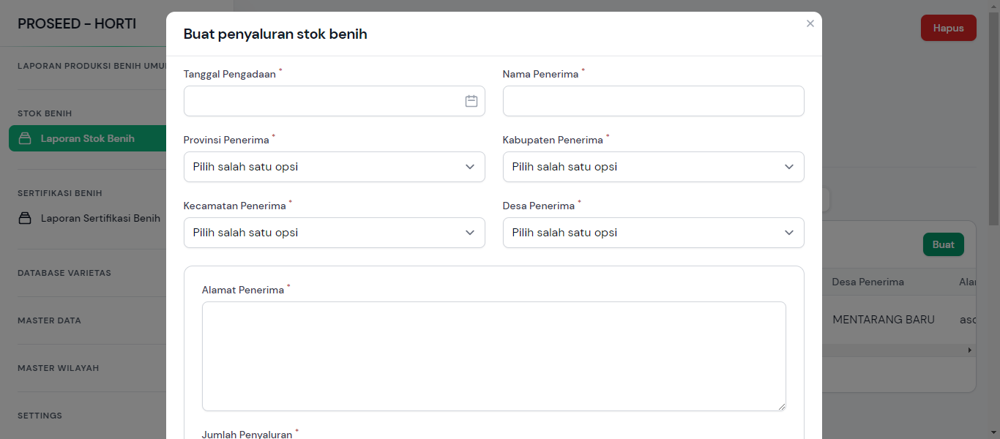 PROSEED - HORTI
LAPORAN PRODUKSI BENIH
STOK BENIH
Laporan Stok Benih
SERTIFIKASI BENIH
Laporan Sertifikasi Benih
DATABASE VARIETAS
MASTER DATA
MASTER WILAYAH
SETTINGS
Buat penyaluran stok benih
Tanggal Pengadaan *
Nama Penerima *
Provinsi Penerima *
Pilih salah satu opsi
Kabupaten Penerima *
Pilih salah satu opsi
Kecamatan Penerima *
Pilih salah satu opsi
Desa Penerima *
Pilih salah satu opsi
Alamat Penerima *
Jumlah Penyaluran *
Hapus
Buat
Desa Penerima
MENTARANG BARU